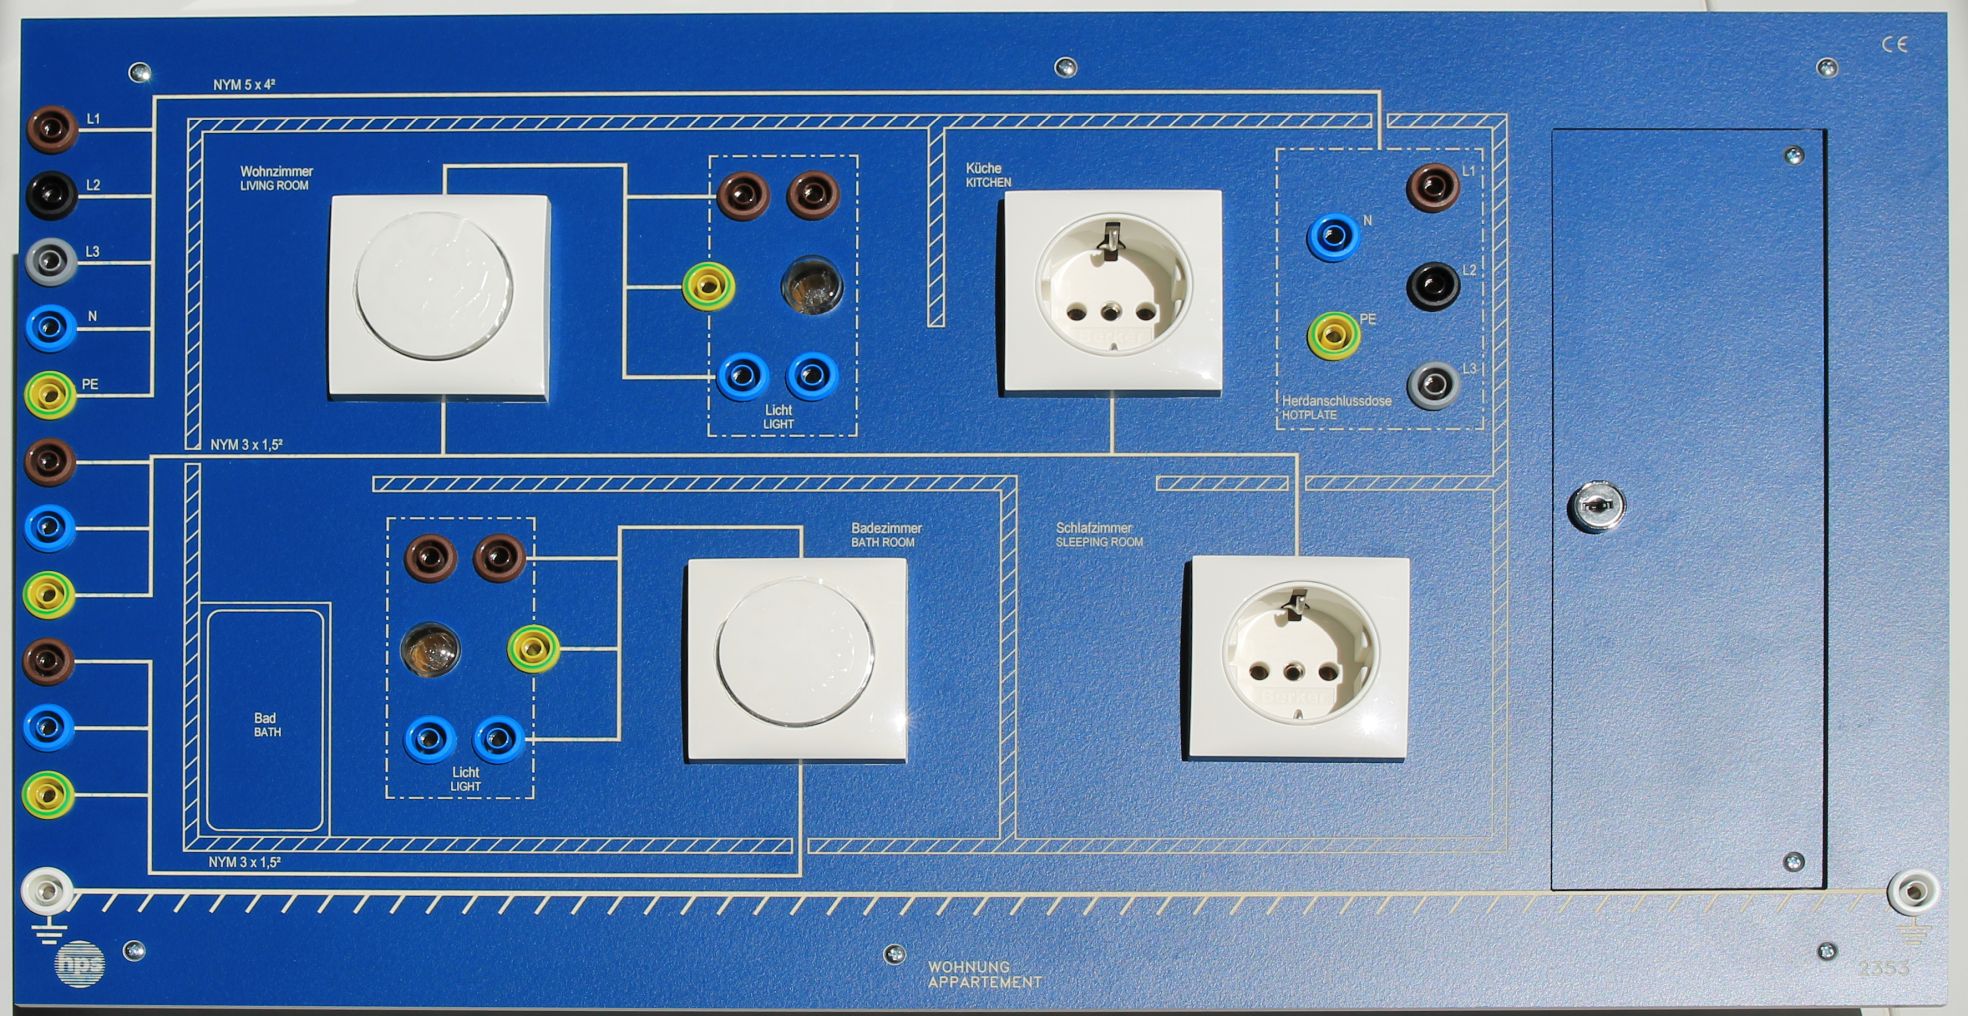 CE
NYM 5 x 4²
L1
L2
L3
N
PE
Wohnzimmer
LIVING ROOM
Licht
LIGHT
Küche
KITCHEN
Berker
L1
N
L2
PE
L3
Herdanschlussdose
HOTPLATE
NYM 3 x 1,5²
Badezimmer
BATH ROOM
Schlafzimmer
SLEEPING ROOM
Berker
Bad
BATH
Licht
LIGHT
NYM 3 x 1,5²
hps
WOHNUNG
APPARTEMENT
2353